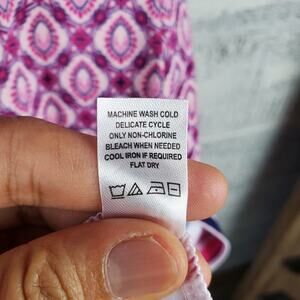 MACHINE WASH COLD
DELICATE CYCLE
ONLY NON-CHLORINE
BLEACH WHEN NEEDED
COOL IRON IF REQUIRED
FLAT DRY